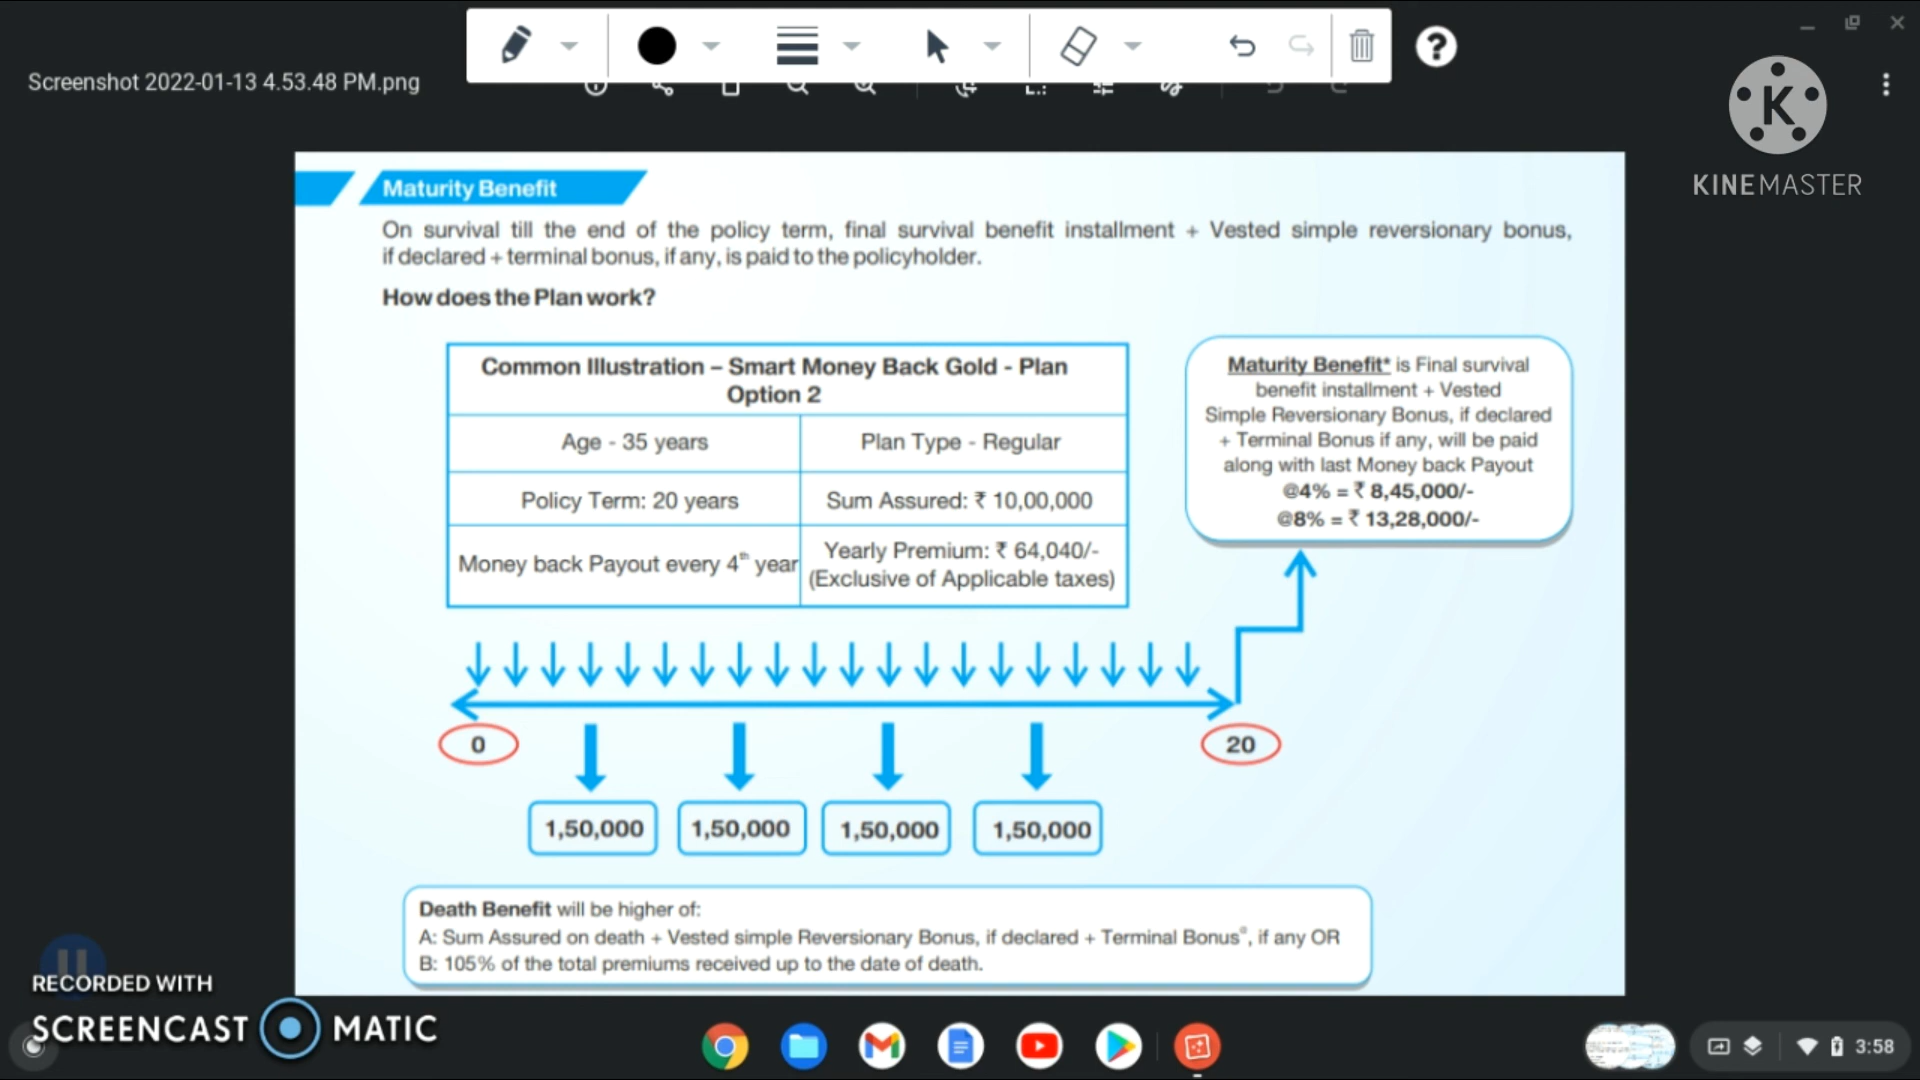 Screenshot 2022-01-13 4.53.48 PM.png
?
K
KINEMASTER
Maturity Benefit
On survival till the end of the policy term, final survival benefit installment + Vested simple reversionary bonus,
if declared + terminal bonus, if any, is paid to the policyholder.
How does the Plan work?
Common Illustration – Smart Money Back Gold - Plan
Option 2
Age - 35 years
Plan Type - Regular
Policy Term: 20 years
Sum Assured: ₹ 10,00,000
Money back Payout every 4th year
Yearly Premium: ₹ 64,040/-
(Exclusive of Applicable taxes)
Maturity Benefit* is Final survival
benefit installment + Vested
Simple Reversionary Bonus, if declared
+ Terminal Bonus if any, will be paid
along with last Money back Payout
@4% = ₹ 8,45,000/-
@8% = ₹ 13,28,000/-
0
20
1,50,000
1,50,000
1,50,000
1,50,000
Death Benefit will be higher of:
A: Sum Assured on death + Vested simple Reversionary Bonus, if declared + Terminal Bonus®, if any OR
B: 105% of the total premiums received up to the date of death.
RECORDED WITH
SCREENCAST MATIC
3:58